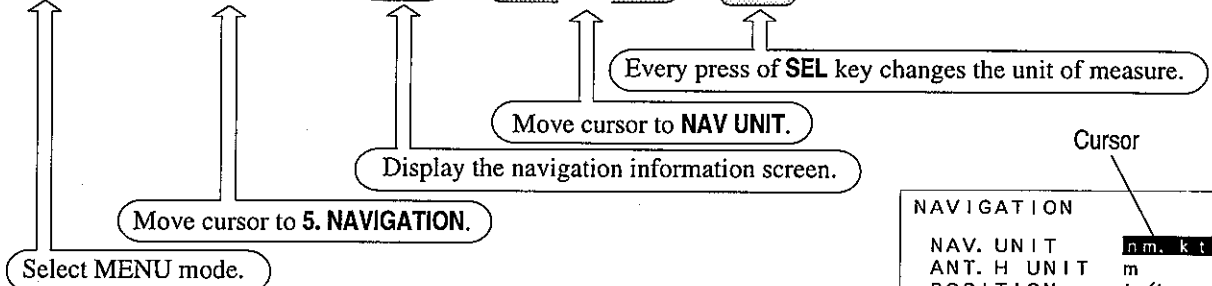 Every press of SEL key changes the unit of measure.
Move cursor to NAV UNIT.
Cursor
Display the navigation information screen.
Move cursor to 5. NAVIGATION.
Select MENU mode.
NAVIGATION
NAV. UNIT nm. kt
ANT. H UNIT m